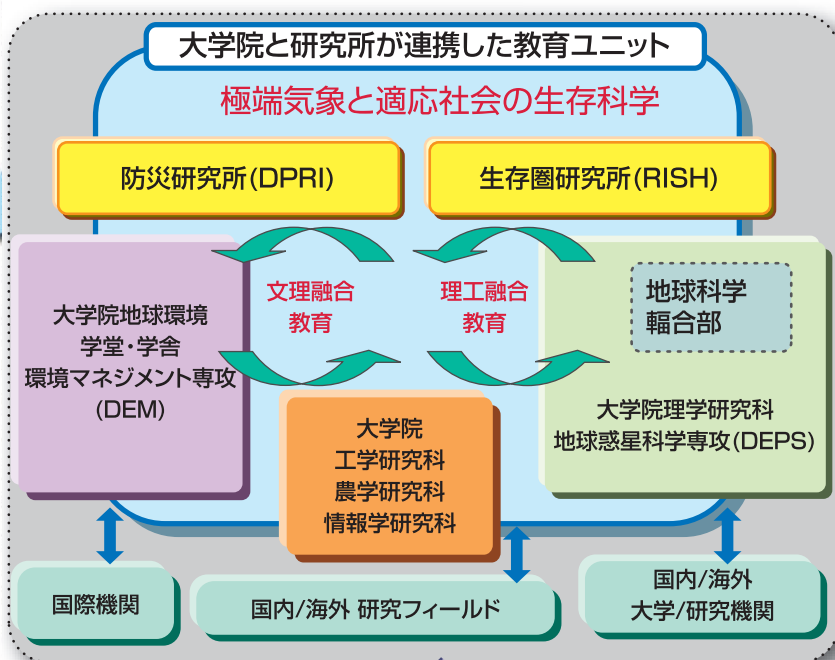 大学院と研究所が連携した教育ユニット
極端気象と適応社会の生存科学
防災研究所(DPRI)
生存圏研究所(RISH)
大学院地球環境
学堂・学舎
環境マネジメント専攻
(DEM)
文理融合
教育
理工融合
教育
地球科学
輻合部
大学院理学研究科
地球惑星科学専攻(DEPS)
大学院
工学研究科
農学研究科
情報学研究科
国際機関
国内/海外 研究フィールド
国内/海外
大学/研究機関